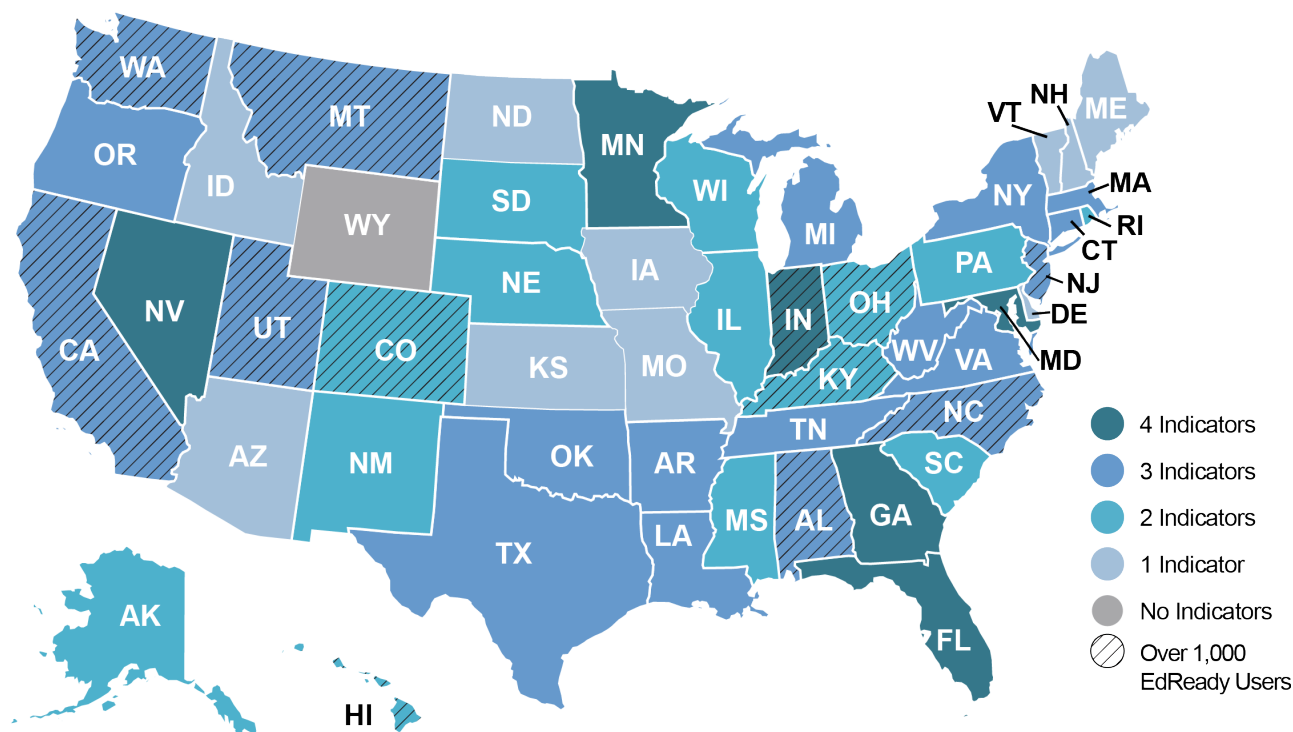 WA
MT
ND
MN
OR
ID
SD
WI
WY
VT
NH
ME
NY
MA
MI
RI
CT
IA
NE
PA
NJ
NV
UT
CO
IL
IN
OH
DE
CA
KS
MO
WV
VA
MD
KY
NC
TN
AZ
NM
OK
AR
SC
MS
AL
GA
TX
LA
AK
FL
HI
4 Indicators
3 Indicators
2 Indicators
1 Indicator
No Indicators
Over 1,000
EdReady Users